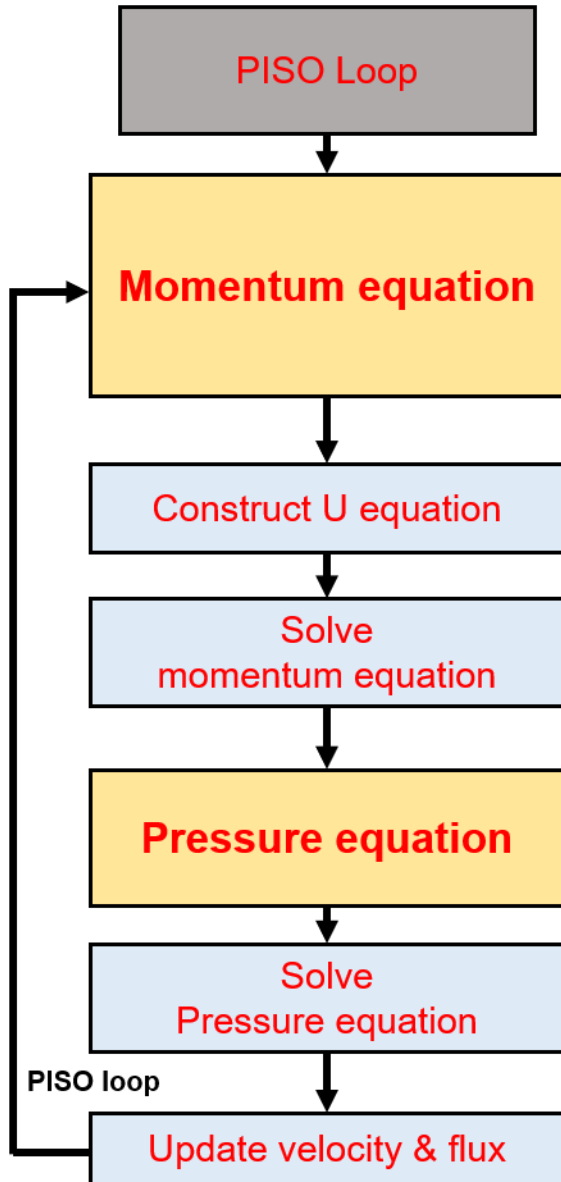 PISO Loop
Momentum equation
Construct U equation
Solve
momentum equation
Pressure equation
Solve
Pressure equation
PISO loop
Update velocity & flux